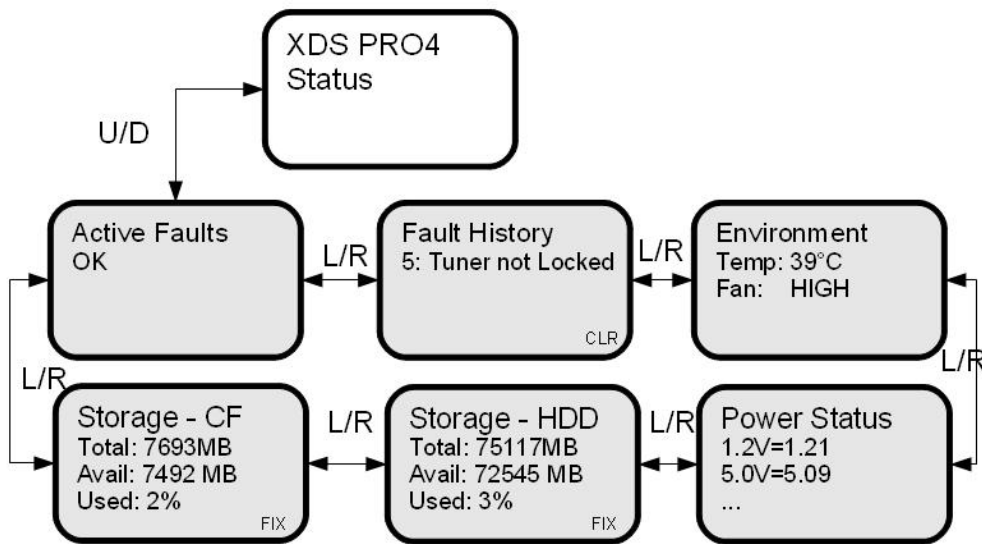 XDS PRO4
Status
U/D
Active Faults
OK
L/R
Fault History
5: Tuner not Locked
CLR
L/R
Environment
Temp: 39°C
Fan: HIGH
L/R
L/R
Storage - CF
Total: 7693MB
Avail: 7492 MB
Used: 2%
FIX
L/R
Storage - HDD
Total: 75117MB
Avail: 72545 MB
Used: 3%
FIX
L/R
Power Status
1.2V=1.21
5.0V=5.09
...